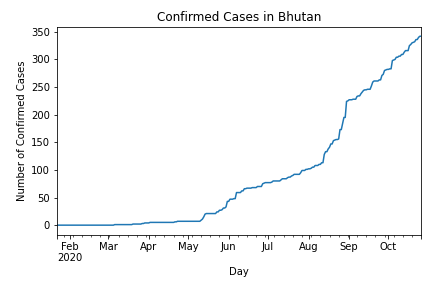 Confirmed Cases in Bhutan
Number of Confirmed Cases
350
300
250
200
150
100
50
0
Feb Mar Apr May Jun Jul Aug Sep Oct
2020
Day